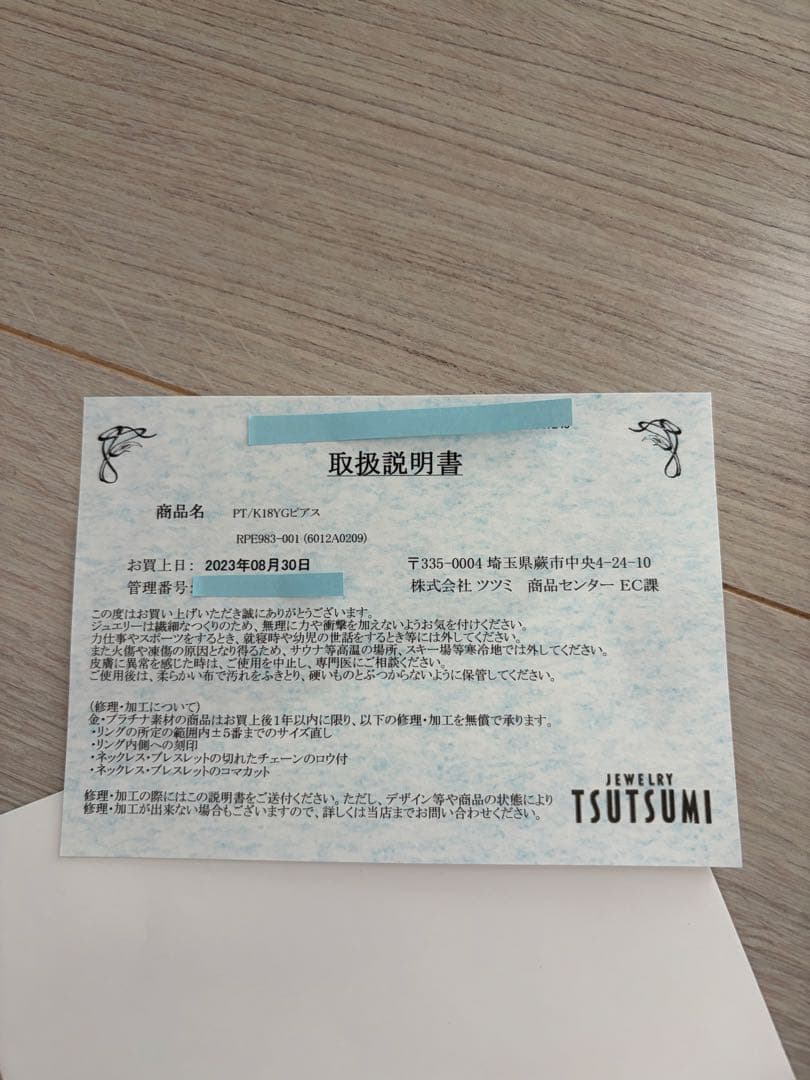 取扱説明書
商品名 PT/K18YGピアス
RPE983-001 (6012A0209)
お買上日: 2023年08月30日
〒335-0004 埼玉県蕨市中央4-24-10
管理番号:
株式会社 ツツミ 商品センター EC課
この度はお買い上げいただき誠にありがとうございます。
ジュエリーは繊細なつくりのため、無理に力や衝撃を加えないようお気を付けください。
力仕事やスポーツをするとき、就寝時や幼児の世話をするとき等には外してください。
また火傷や凍傷の原因となり得るため、サウナ等高温の場所、スキー場等寒冷地では外してください。
皮膚に異常を感じた時は、ご使用を中止し、専門医にご相談ください。
ご使用後は、柔らかい布で汚れをふきとり、硬いものとぶつからないように保管してください。
(修理・加工について)
金・プラチナ素材の商品はお買上後1年以内に限り、以下の修理・加工を無償で承ります。
・リングの所定の範囲内±5番までのサイズ直し
・リング内側への刻印
・ネックレス・ブレスレットの切れたチェーンのロウ付
・ネックレス・ブレスレットのコマカット
修理・加工の際にはこの説明書をご送付ください。ただし、デザイン等や商品の状態により
修理・加工が出来ない場合もございますので、詳しくは当店までお問い合わせください。
JEWELRY
TSUTSUMI